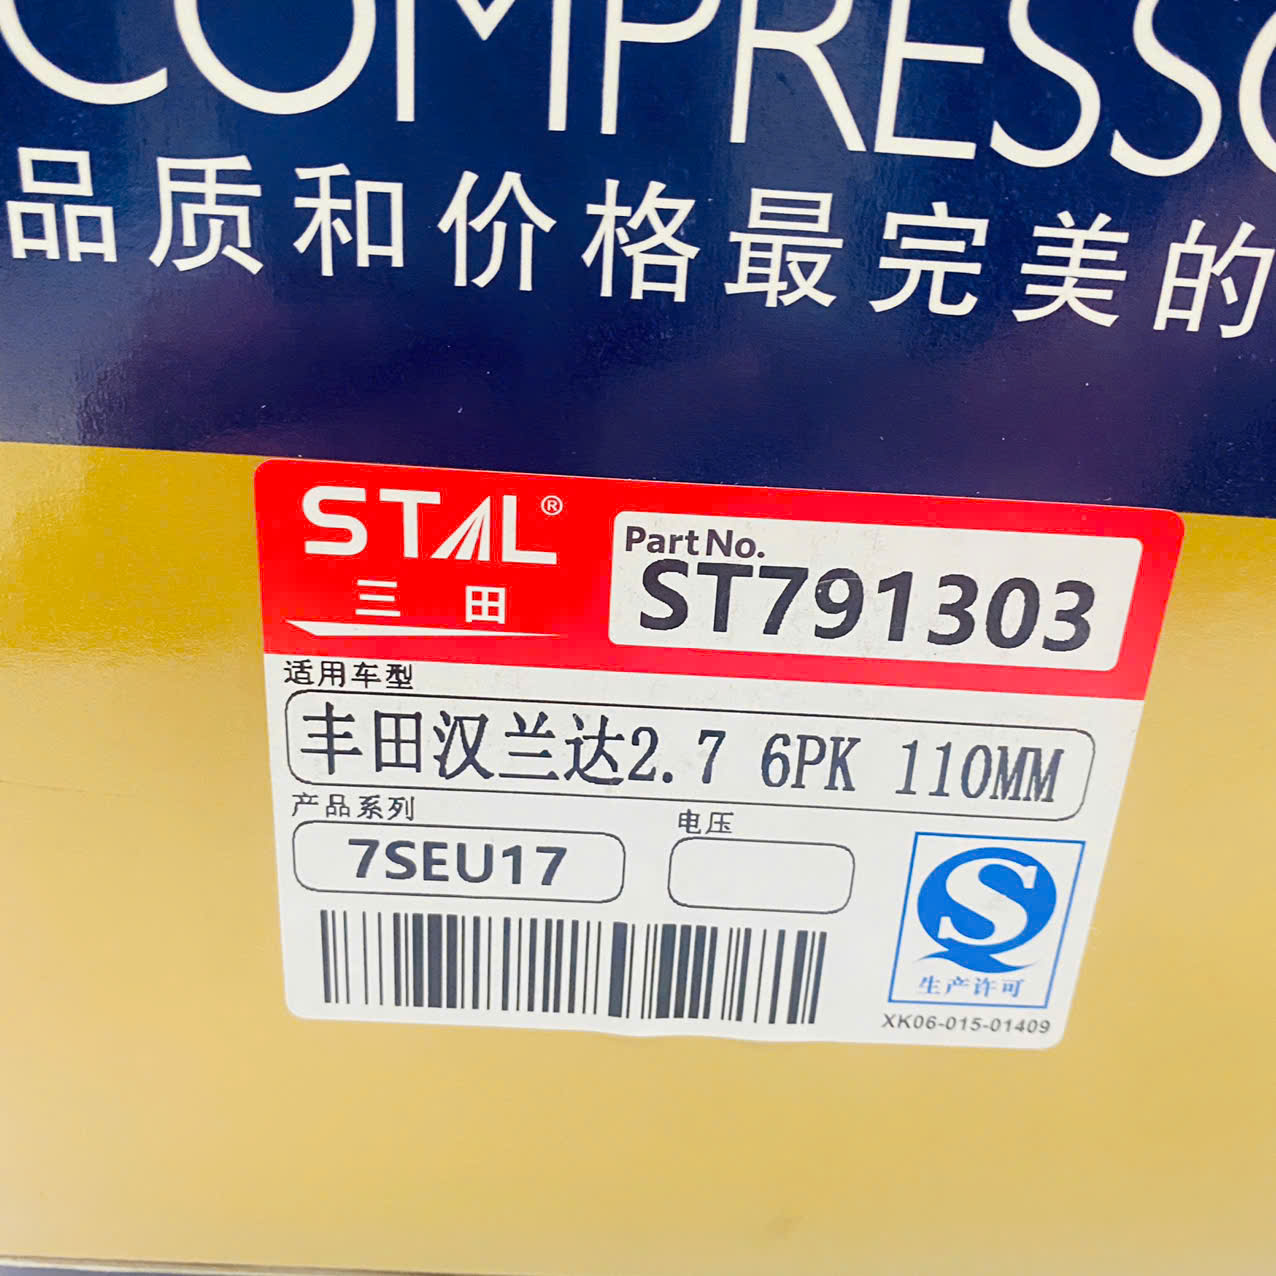 COMPRESSO
品质和价格最完美的
STAL®
三田
Part No.
ST791303
适用车型
丰田汉兰达2.7 6PK 110MM
产品系列
电压
7SEU17
S
生产许可
XK06-015-01409